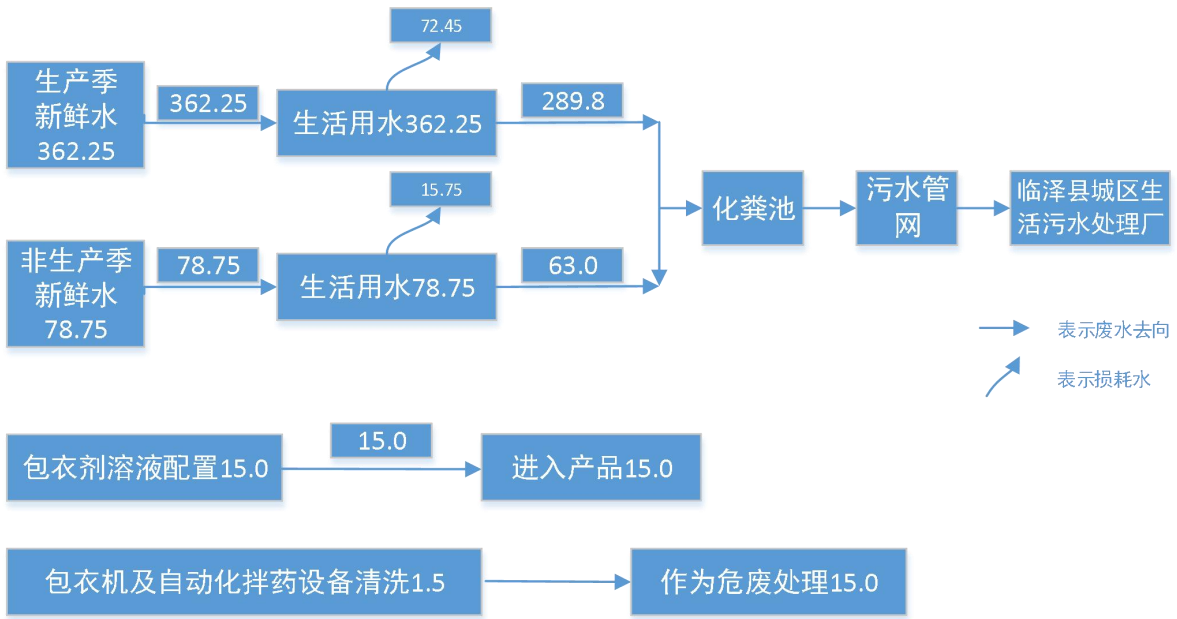 72.45
生产季
新鲜水
362.25
362.25
生活用水362.25
289.8
15.75
非生产季
新鲜水
78.75
78.75
生活用水78.75
63.0
化粪池
污水管
网
临泽县城区生
活污水处理厂
表示废水去向
表示损耗水
包衣剂溶液配置15.0
15.0
进入产品15.0
包衣机及自动化拌药设备清洗1.5
作为危废处理15.0